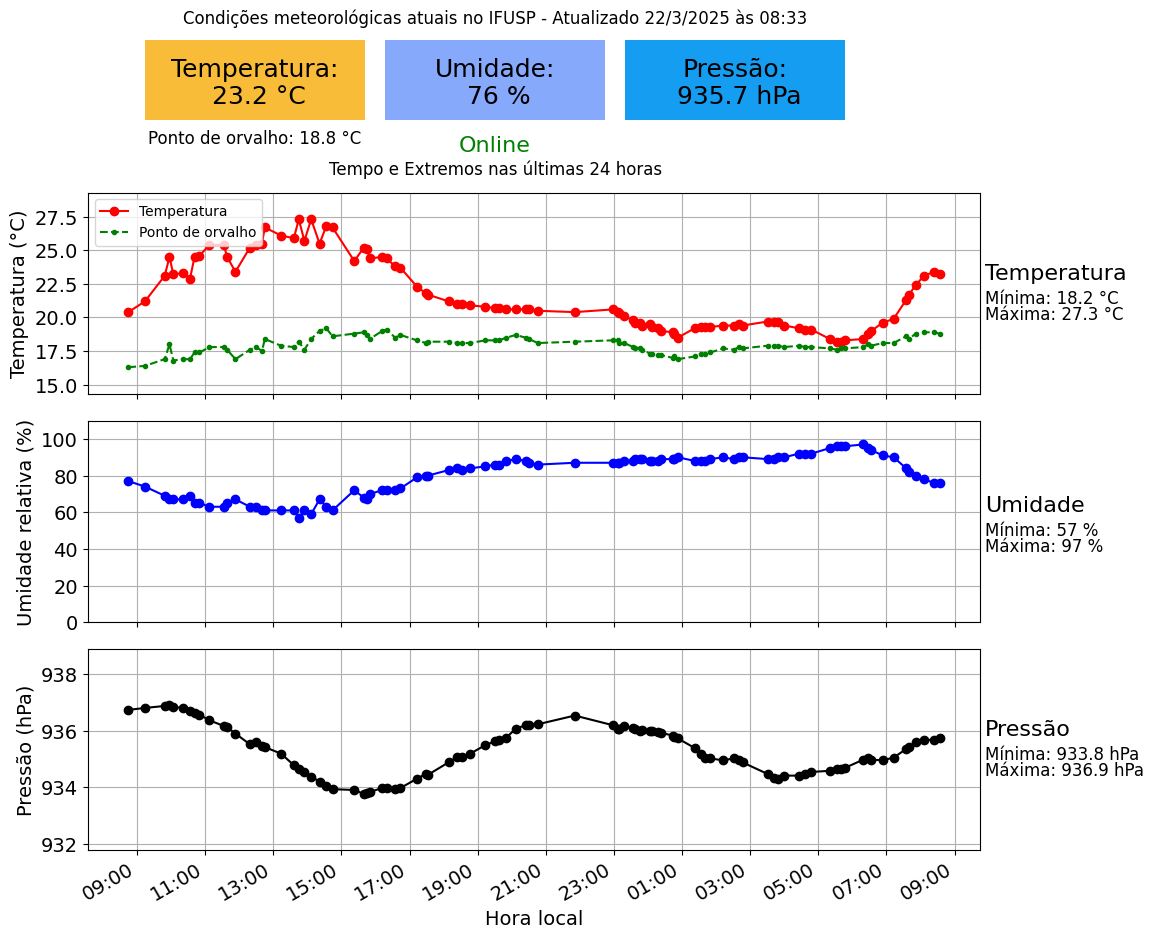 Condições meteorológicas atuais no IFUSP - Atualizado 22/3/2025 às 08:33
Temperatura:
23.2 °C
Umidade:
76 %
Pressão:
935.7 hPa
Ponto de orvalho: 18.8 °C
Online
Tempo e Extremos nas últimas 24 horas
Temperatura (°C)
27.5
25.0
22.5
20.0
17.5
15.0
Temperatura
Ponto de orvalho
Temperatura
Mínima: 18.2 °C
Máxima: 27.3 °C
Umidade relativa (%)
100
80
60
40
20
0
Umidade
Mínima: 57 %
Máxima: 97 %
Pressão (hPa)
938
936
934
932
Pressão
Mínima: 933.8 hPa
Máxima: 936.9 hPa
09:00 11:00 13:00 15:00 17:00 19:00 21:00 23:00 01:00 03:00 05:00 07:00 09:00
Hora local